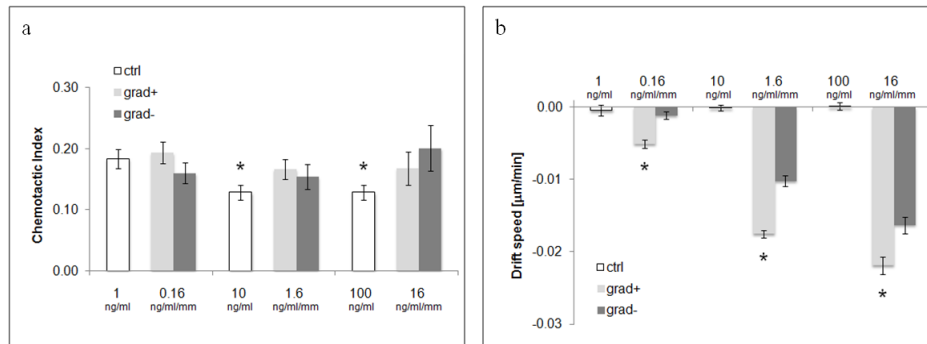 a
ctrl
grad+
grad-
Chemotactic Index
0.30
0.20
0.10
0.00
* *
1 0.16 10 1.6 100 16
ng/ml ng/ml/mm ng/ml ng/ml/mm ng/ml ng/ml/mm
b
1 0.16 10 1.6 100 16
ng/ml ng/ml/mm ng/ml ng/ml/mm ng/ml ng/ml/mm
Drift speed [µm/min]
0.00
-0.01
-0.02
-0.03
* * *
ctrl
grad+
grad-